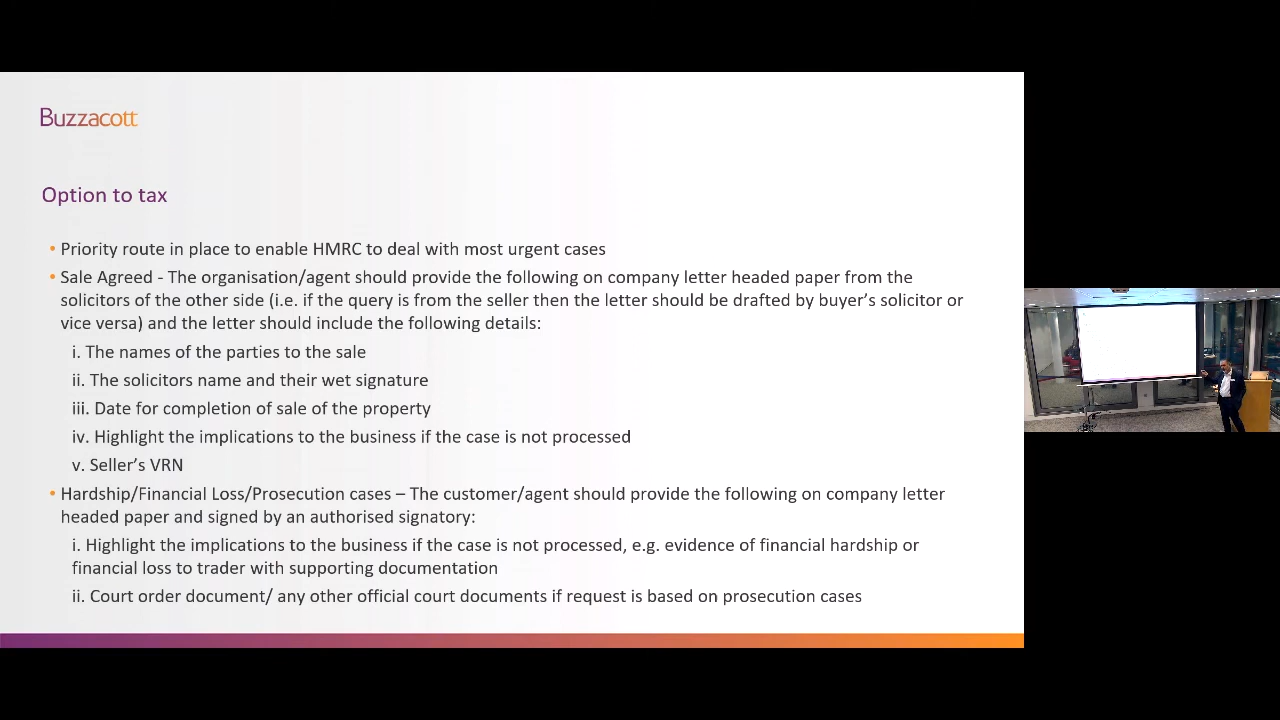 Buzzacott
Option to tax
• Priority route in place to enable HMRC to deal with most urgent cases
• Sale Agreed - The organisation/agent should provide the following on company letter headed paper from the
solicitors of the other side (i.e. if the query is from the seller then the letter should be drafted by buyer's solicitor or
vice versa) and the letter should include the following details:
i. The names of the parties to the sale
ii. The solicitors name and their wet signature
iii. Date for completion of sale of the property
iv. Highlight the implications to the business if the case is not processed
v. Seller's VRN
• Hardship/Financial Loss/Prosecution cases – The customer/agent should provide the following on company letter
headed paper and signed by an authorised signatory:
i. Highlight the implications to the business if the case is not processed, e.g. evidence of financial hardship or
financial loss to trader with supporting documentation
ii. Court order document/ any other official court documents if request is based on prosecution cases